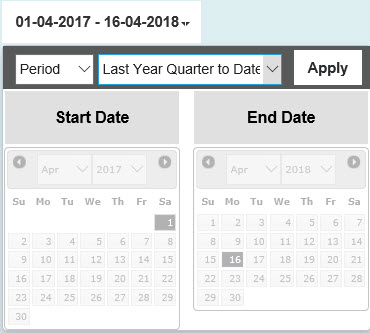 01-04-2017 - 16-04-2018
Period Last Year Quarter to Date Apply
Start Date End Date
Apr 2017 Apr 2018
Su Mo Tu We Th Fr Sa Su Mo Tu We Th Fr Sa
1 1 2 3 4 5 6 7
2 3 4 5 6 7 8 8 9 10 11 12 13 14
9 10 11 12 13 14 15 15 16 17 18 19 20 21
16 17 18 19 20 21 22 22 23 24 25 26 27 28
23 24 25 26 27 28 29 29 30
30